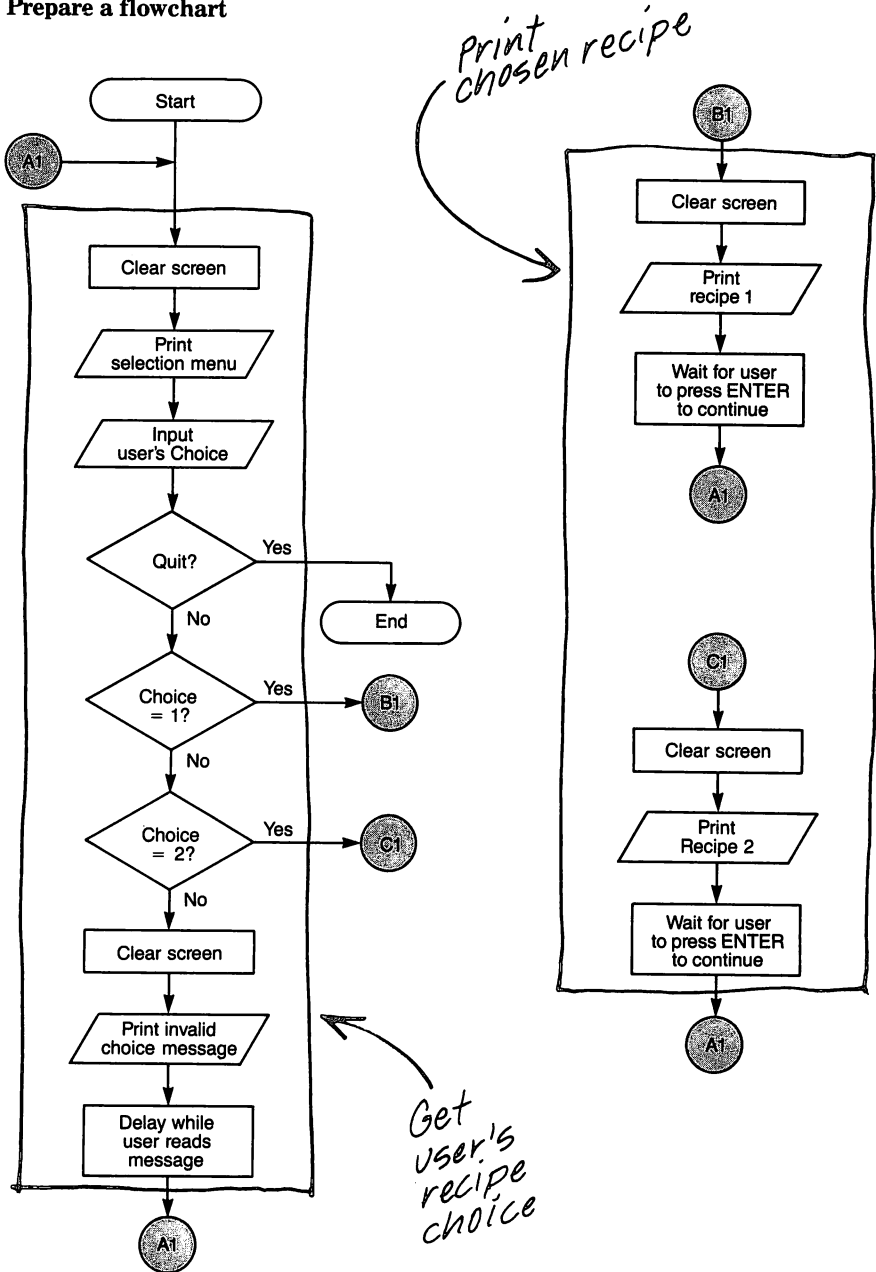 Prepare a flowchart
Start
A1
Clear screen
Print
selection menu
Input
user's Choice
Quit?
Yes
End
No
Choice
= 1?
Yes
B1
No
Choice
= 2?
Yes
C1
No
Clear screen
Print invalid
choice message
Delay while
user reads
message
A1
Get
user's
recipe
choice
Print
chosen recipe
B1
Clear screen
Print
recipe 1
Wait for user
to press ENTER
to continue
A1
C1
Clear screen
Print
Recipe 2
Wait for user
to press ENTER
to continue
A1